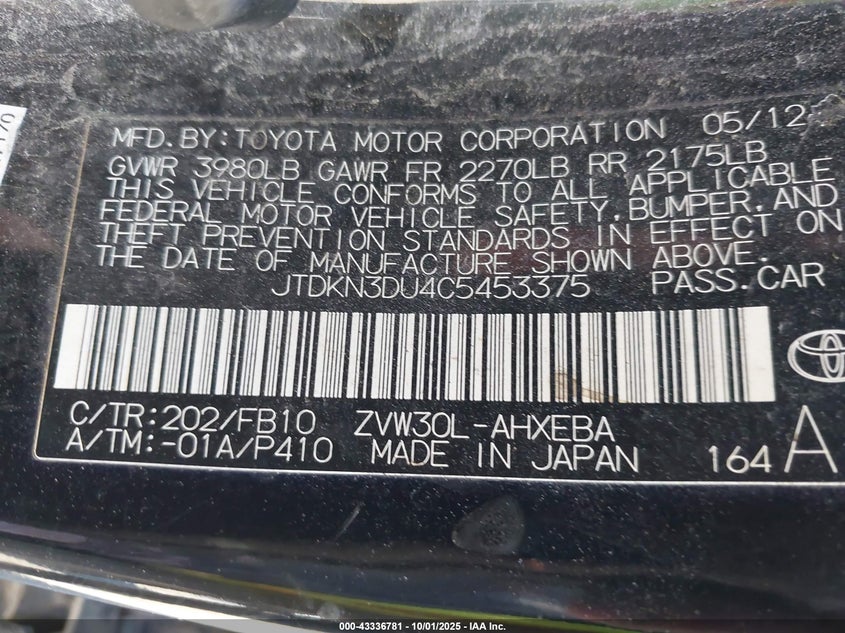 MFD.BY:TOYOTA MOTOR CORPORATION 05/12
GVWR 3980LB GAWR FR 2270LB RR 2175LB
THIS VEHICLE CONFORMS TO ALL APPLICABLE
FEDERAL MOTOR VEHICLE SAFETY,BUMPER,AND
THEFT PREVENTION STANDARDS IN EFFECT ON
THE DATE OF MANUFACTURE SHOWN ABOVE.
JTDKN3DU4C5453375 PASS.CAR
C/TR:202/FB10 ZVW30L-AHXEBA
A/TM:-01A/P410 MADE IN JAPAN 164 A
000-43336781 - 10/01/2025 - IAA Inc.